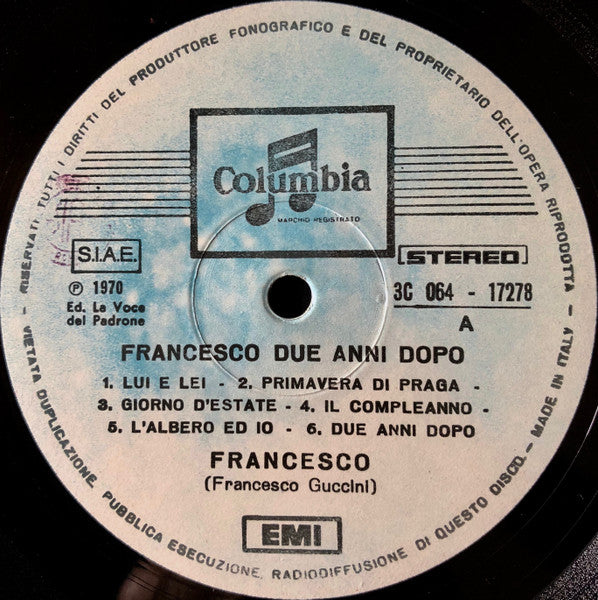 RISERVATI TUTTI I DIRITTI DEL PRODUTTORE FONOGRAFICO E DEL PROPRIETARIO DELL'OPERA RIPRODOTTA - MADE IN ITALY -
Columbia
MARCHIO REGISTRATO
S.I.A.E.
STEREO
℗ 1970
Ed. La Voce
del Padrone
3C 064 - 17278
A
FRANCESCO DUE ANNI DOPO
1. LUI E LEI - 2. PRIMAVERA DI PRAGA -
3. GIORNO D'ESTATE - 4. IL COMPLEANNO -
5. L'ALBERO ED IO - 6. DUE ANNI DOPO
FRANCESCO
(Francesco Guccini)
EMI
- VIETATA DUPLICAZIONE, PUBBLICA ESECUZIONE, RADIODIFFUSIONE DI QUESTO DISCO. -